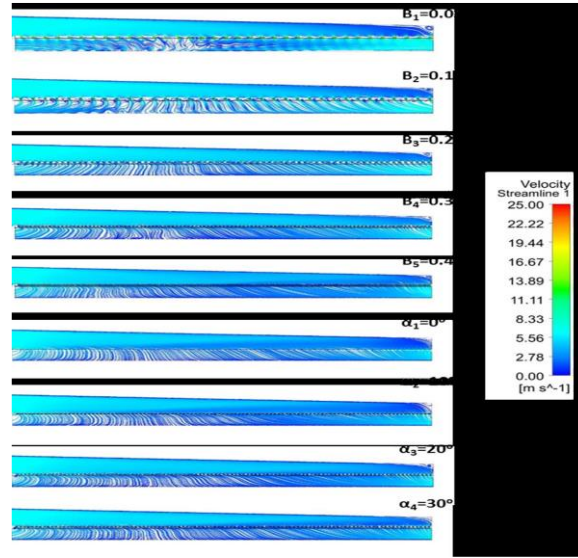 B₁=0.0
B₂=0.1
B₃=0.2
B₄=0.3
B₅=0.4
α₁=0°
α₃=20°
α₄=30°
Velocity
Streamline 1
25.00
22.22
19.44
16.67
13.89
11.11
8.33
5.56
2.78
0.00
[m s^-1]